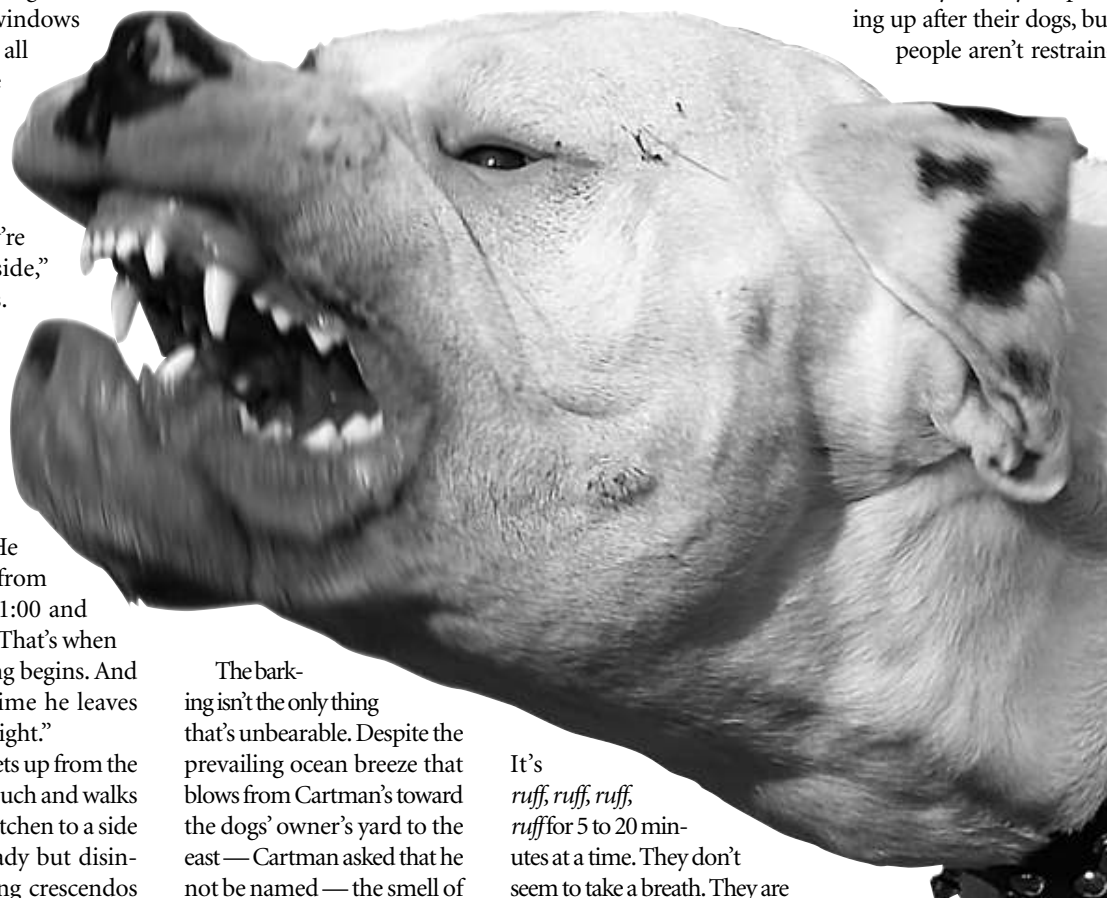 windows
all
’re
side,”
He
from
1:00 and
That’s when
ng begins. And
ime he leaves
ight.”
ets up from the
uch and walks
tchen to a side
ady but disin-
ng crescendos
The bark-
ing isn’t the only thing
that’s unbearable. Despite the
prevailing ocean breeze that
blows from Cartman’s toward
the dogs’ owner’s yard to the
east — Cartman asked that he
not be named — the smell of
It’s
ruff, ruff, ruff,
ruff for 5 to 20 min-
utes at a time. They don’t
seem to take a breath. They are
ing up after their dogs, bu
people aren’t restrain